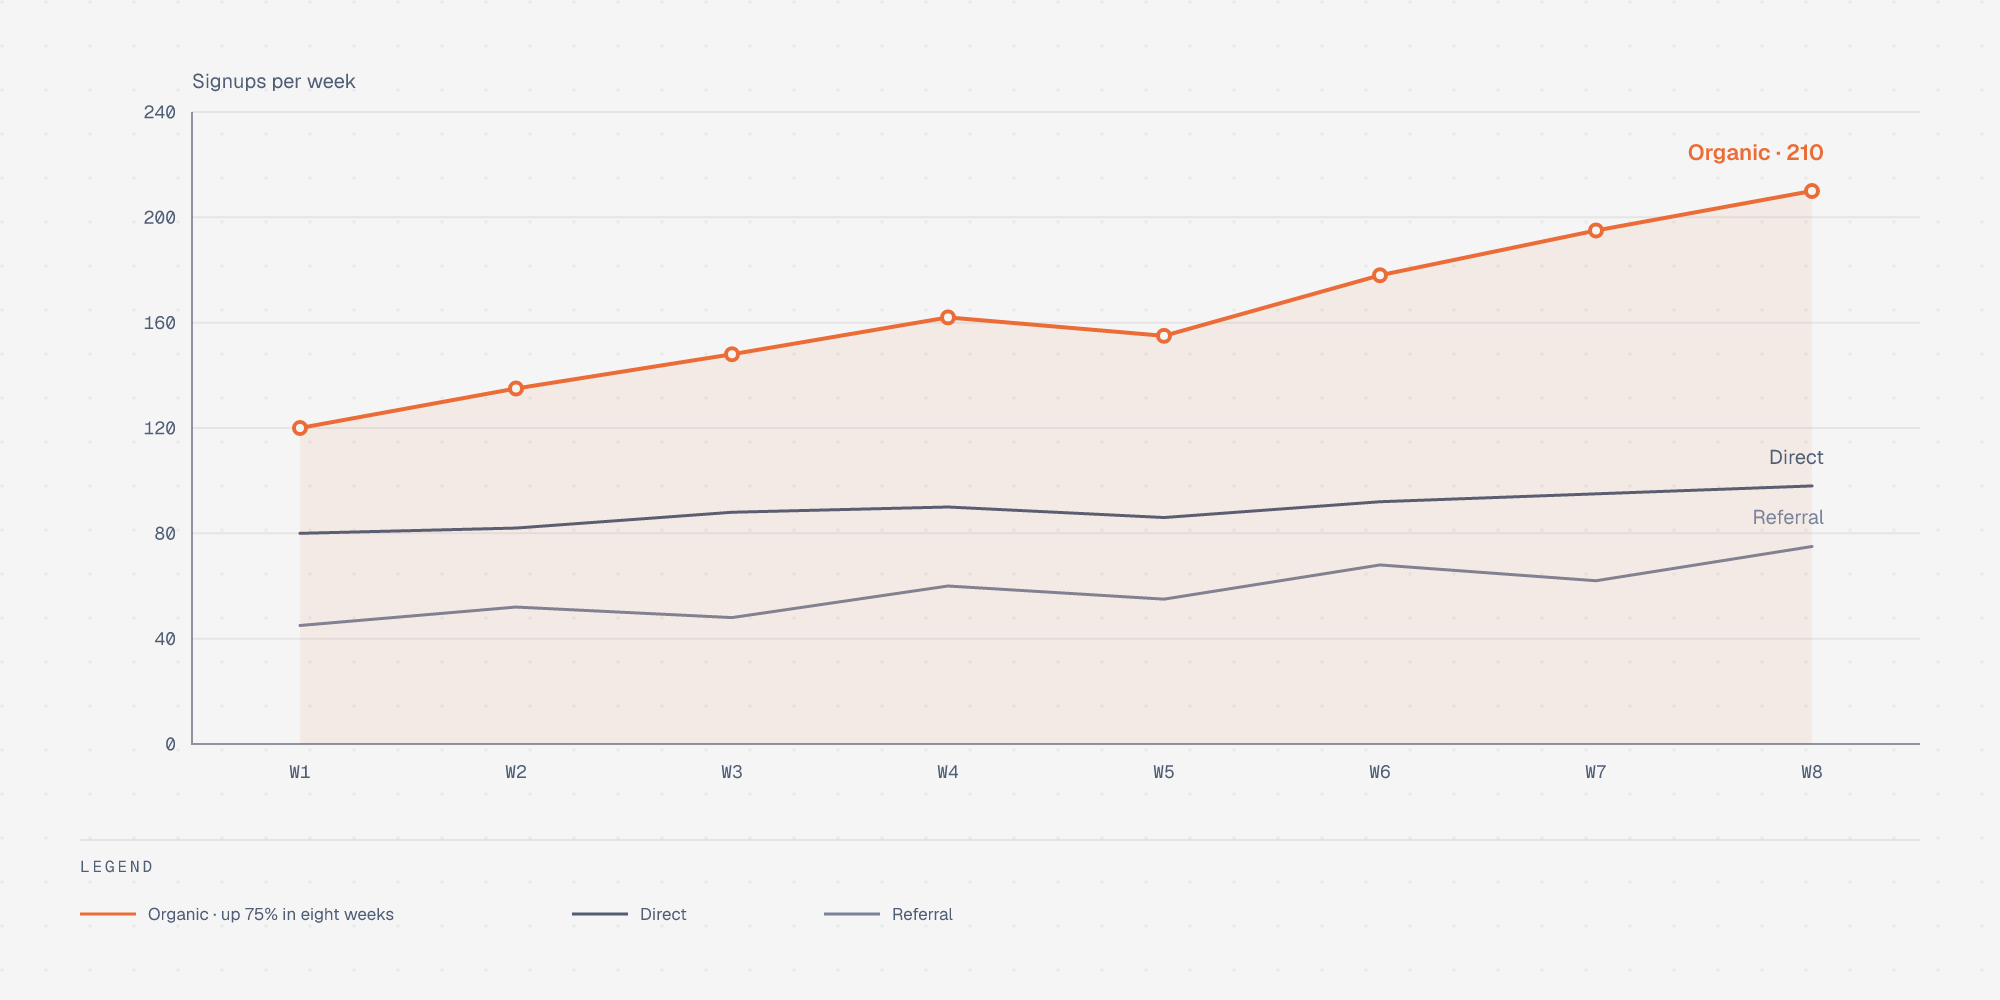 Signups per week
240
Organic · 210
200
160
120
Direct
Referral
80
40
0
W1 W2 W3 W4 W5 W6 W7 W8
LEGEND
Organic · up 75% in eight weeks Direct Referral